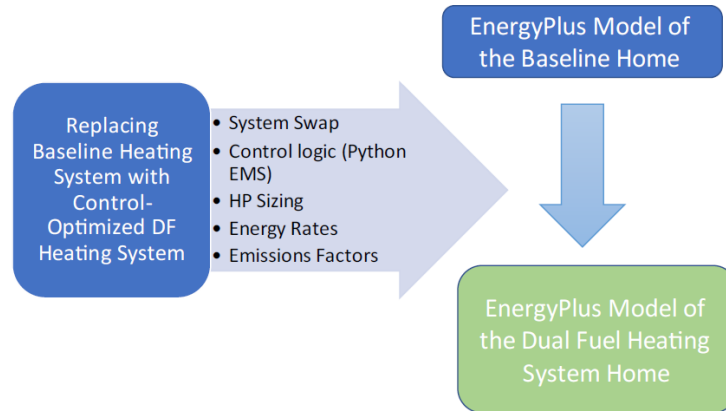 EnergyPlus Model of
the Baseline Home
Replacing
Baseline Heating
System with
Control-
Optimized DF
Heating System
• System Swap
• Control logic (Python
EMS)
• HP Sizing
• Energy Rates
• Emissions Factors
EnergyPlus Model of
the Dual Fuel Heating
System Home